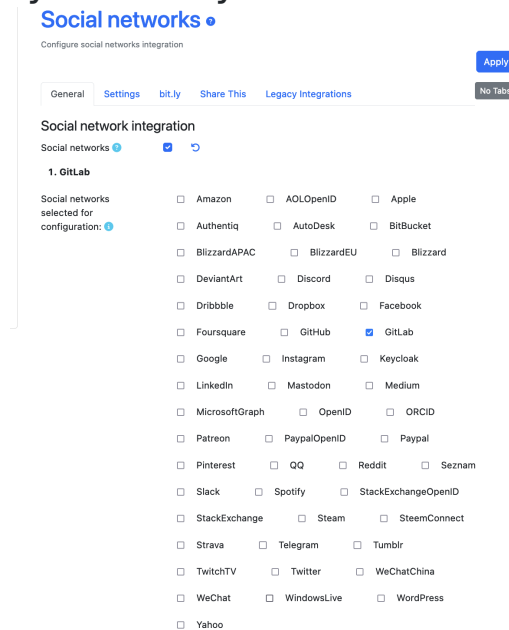 Social networks
Configure social networks integration
Apply
General Settings bit.ly Share This Legacy Integrations
No Tabs
Social network integration
Social networks
1. GitLab
Social networks selected for configuration:
Amazon AOLOpenID Apple
Authentiq AutoDesk BitBucket
BlizzardAPAC BlizzardEU Blizzard
DeviantArt Discord Disqus
Dribbble Dropbox Facebook
Foursquare GitHub GitLab
Google Instagram Keycloak
LinkedIn Mastodon Medium
MicrosoftGraph OpenID ORCID
Patreon PaypalOpenID Paypal
Pinterest QQ Reddit Seznam
Slack Spotify StackExchangeOpenID
StackExchange Steam SteemConnect
Strava Telegram Tumblr
TwitchTV Twitter WeChatChina
WeChat WindowsLive WordPress
Yahoo